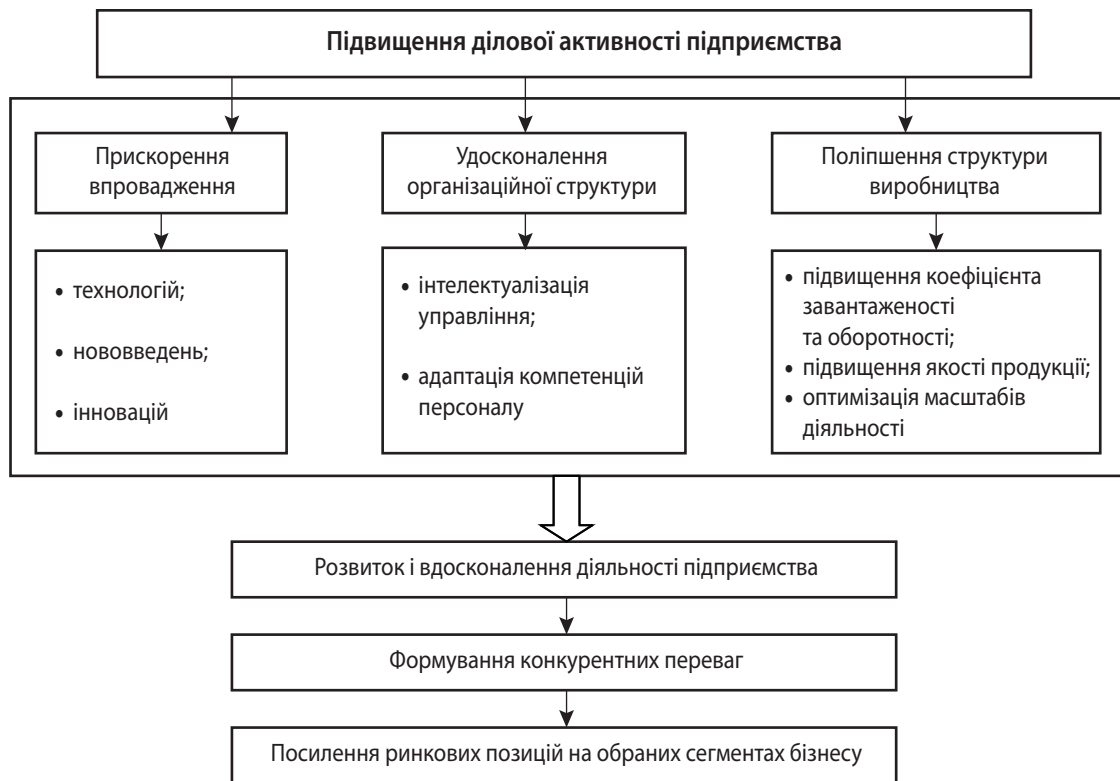 Підвищення ділової активності підприємства
Прискорення
впровадження
Удосконалення
організаційної структури
Поліпшення структури
виробництва
• технологій;
• нововведень;
• інновацій
• інтелектуалізація
управління;
• адаптація компетенцій
персоналу
• підвищення коефіцієнта
завантаженості
та оборотності;
• підвищення якості продукції;
• оптимізація масштабів
діяльності
Розвиток і вдосконалення діяльності підприємства
Формування конкурентних переваг
Посилення ринкових позицій на обраних сегментах бізнесу